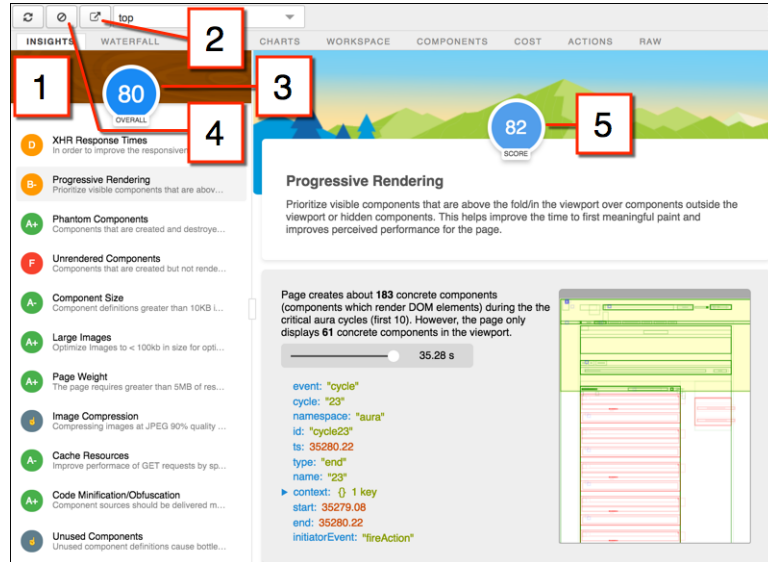 top
2
INSIGHTS WATERFALL CHARTS WORKSPACE COMPONENTS COST ACTIONS RAW
1
80
OVERALL
3
4
82
SCORE
5
D
XHR Response Times
In order to improve the responsiven
B-
Progressive Rendering
Prioritize visible components that are abov...
A+
Phantom Components
Components that are created and destroye...
F
Unrendered Components
Components that are created but not rende...
A-
Component Size
Component definitions greater than 10KB i...
A+
Large Images
Optimize Images to < 100kb in size for opti...
A+
Page Weight
The page requires greater than 5MB of res...
Image Compression
Compressing images at JPEG 90% quality ...
A-
Cache Resources
Improve performace of GET requests by sp...
A+
Code Minification/Obfuscation
Component sources should be delivered m...
Unused Components
Unused component definitions cause bottle...
Progressive Rendering
Prioritize visible components that are above the fold/in the viewport over components outside the
viewport or hidden components. This helps improve the time to first meaningful paint and
improves perceived performance for the page.
Page creates about 183 concrete components
(components which render DOM elements) during the the
critical aura cycles (first 10). However, the page only
displays 61 concrete components in the viewport.
35.28 s
event: "cycle"
cycle: "23"
namespace: "aura"
id: "cycle23"
ts: 35280.22
type: "end"
name: "23"
context: {} 1 key
start: 35279.08
end: 35280.22
initiatorEvent: "fireAction"